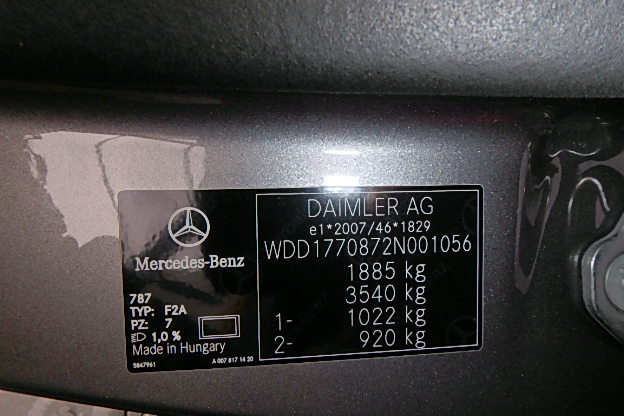 DAIMLER AG
e1*2007/46*1829
WDD1770872N001056
1885 kg
3540 kg
1- 1022 kg
2- 920 kg
Mercedes-Benz
787
TYP: F2A
PZ: 7
1,0 %
Made in Hungary
5847961
A 007 817 14 20